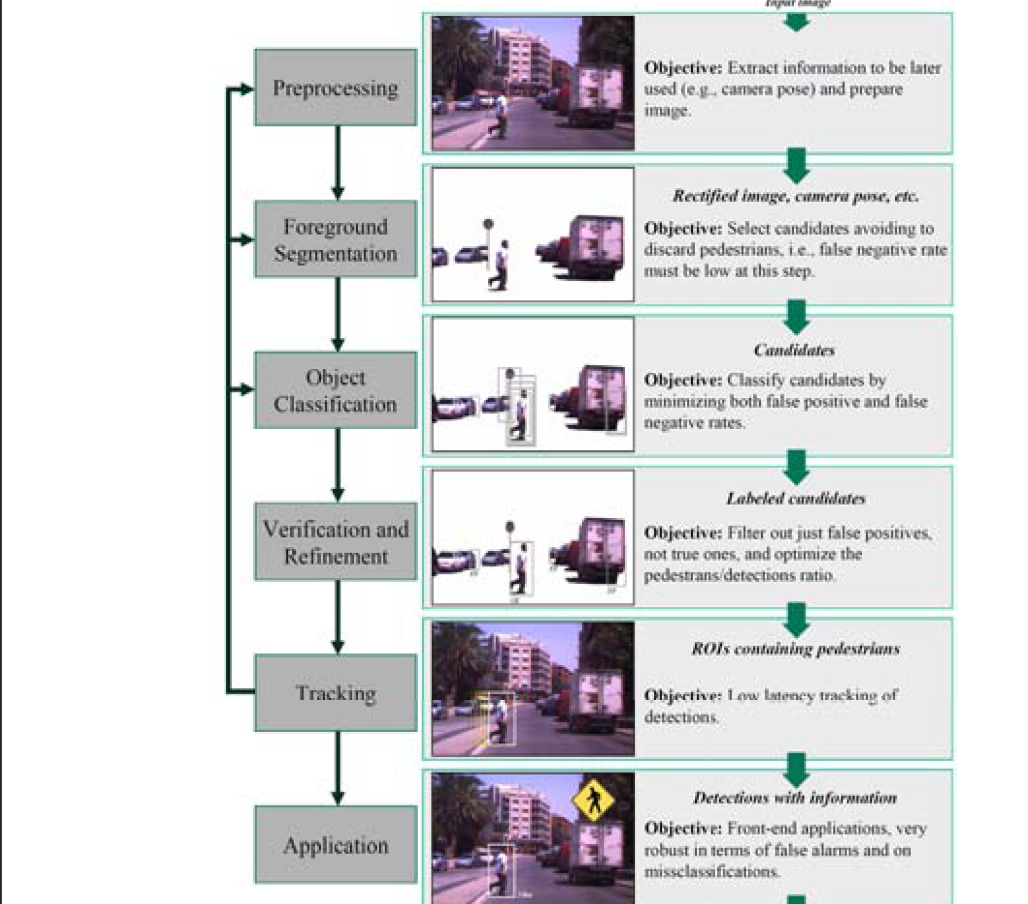 Input image
Preprocessing
Objective: Extract information to be later
used (e.g., camera pose) and prepare
image.
Foreground
Segmentation
Rectified image, camera pose, etc.
Objective: Select candidates avoiding to
discard pedestrians, i.e., false negative rate
must be low at this step.
Object
Classification
Candidates
Objective: Classify candidates by
minimizing both false positive and false
negative rates.
Verification and
Refinement
Labeled candidates
Objective: Filter out just false positives,
not true ones, and optimize the
pedestrans/detections ratio.
Tracking
ROIs containing pedestrians
Objective: Low latency tracking of
detections.
Application
Detections with information
Objective: Front-end applications, very
robust in terms of false alarms and on
missclassifications.